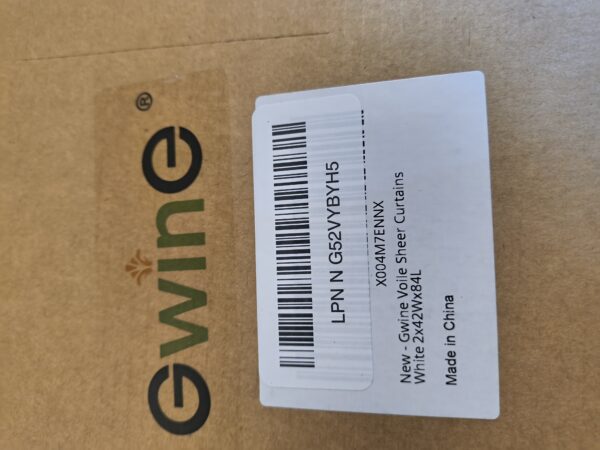 Gwine®
LPN N G52VYBYH5
X004M7ENNX
New - Gwine Voile Sheer Curtains
White 2x42Wx84L
Made in China